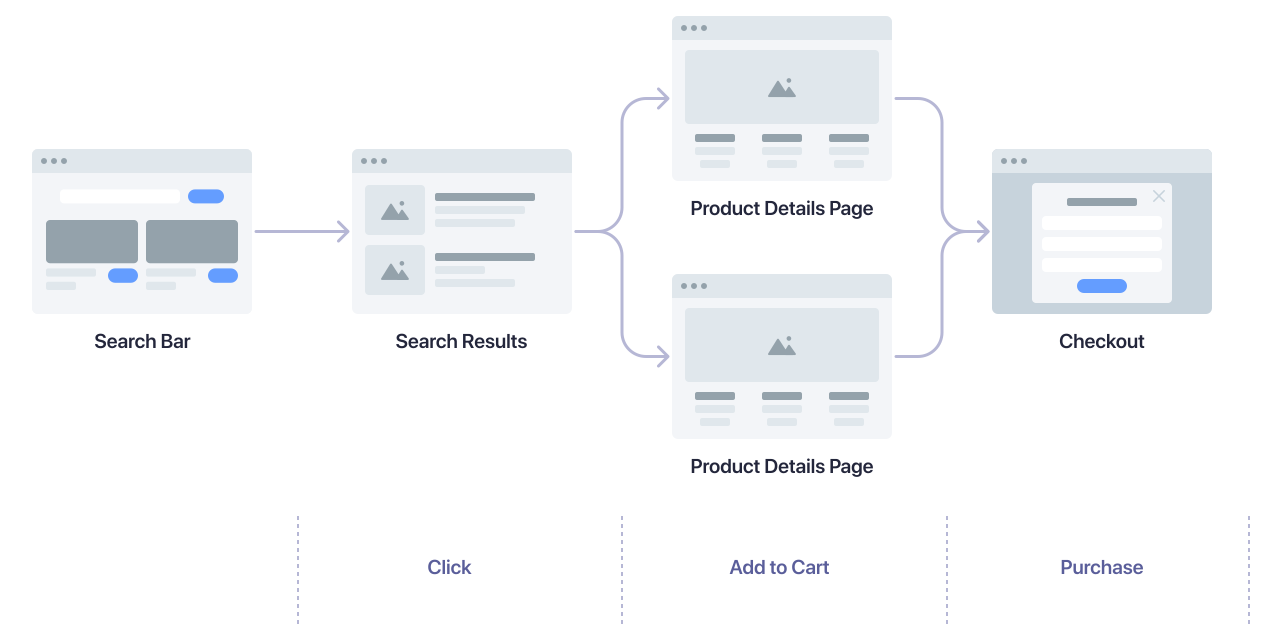 Search Bar
Search Results
Product Details Page
Product Details Page
Checkout
Click
Add to Cart
Purchase